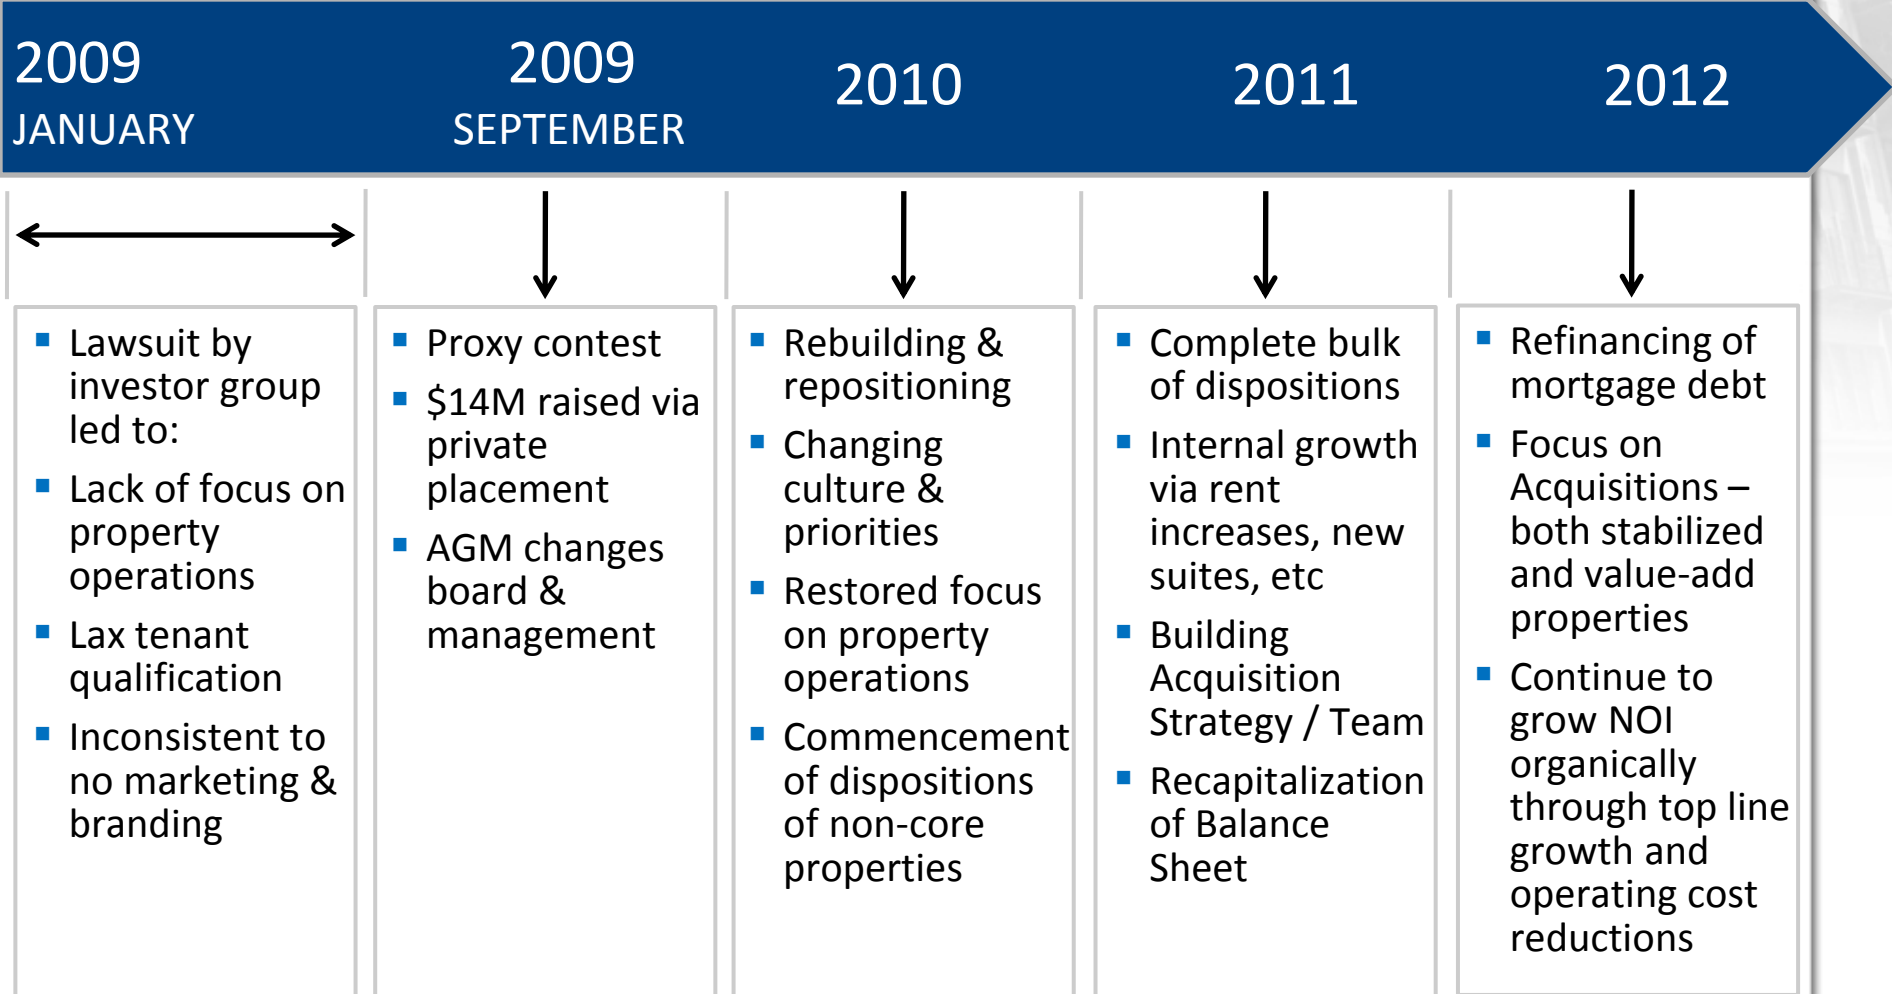 2009
JANUARY
2009
SEPTEMBER
2010
2011
2012
▪ Lawsuit by
investor group
led to:
▪ Lack of focus on
property
operations
▪ Lax tenant
qualification
▪ Inconsistent to
no marketing &
branding
▪ Proxy contest
▪ $14M raised via
private
placement
▪ AGM changes
board &
management
▪ Rebuilding &
repositioning
▪ Changing
culture &
priorities
▪ Restored focus
on property
operations
▪ Commencement
of dispositions
of non-core
properties
▪ Complete bulk
of dispositions
▪ Internal growth
via rent
increases, new
suites, etc
▪ Building
Acquisition
Strategy / Team
▪ Recapitalization
of Balance
Sheet
▪ Refinancing of
mortgage debt
▪ Focus on
Acquisitions –
both stabilized
and value-add
properties
▪ Continue to
grow NOI
organically
through top line
growth and
operating cost
reductions